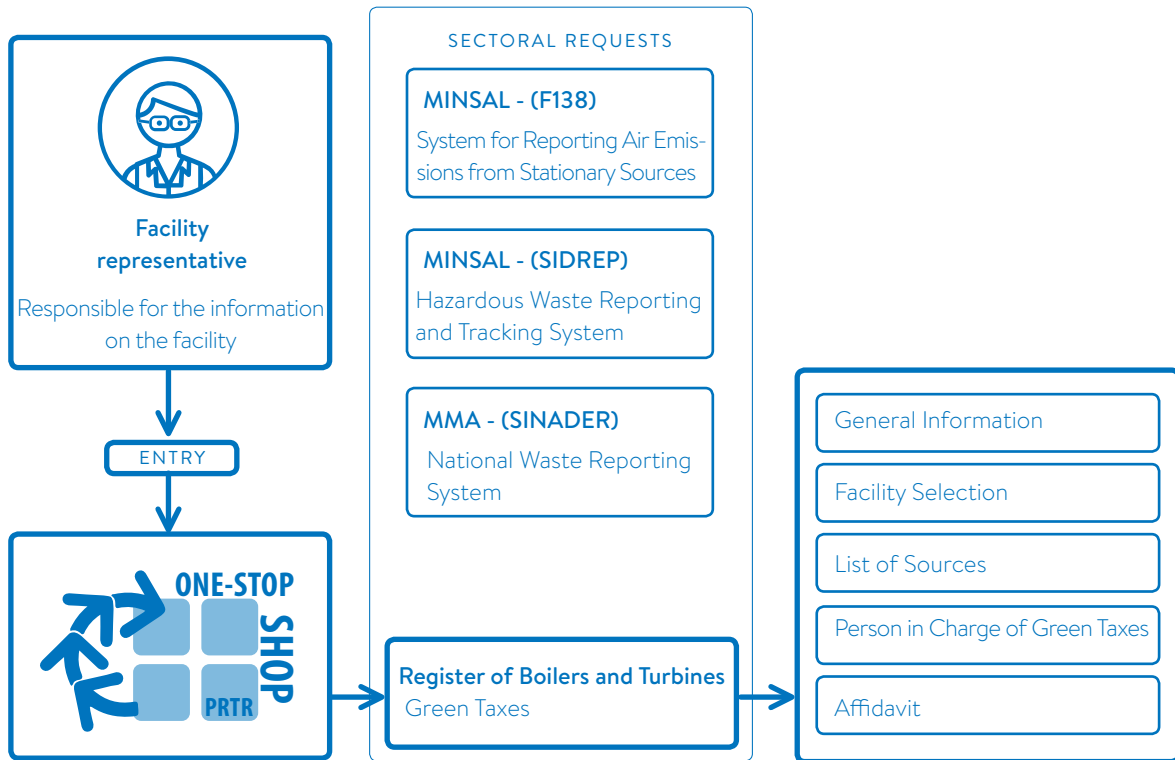 Facility
representative
Responsible for the information
on the facility
ENTRY
ONE-STOP
SHOP
PRTR
SECTORAL REQUESTS
MINSAL - (F138)
System for Reporting Air Emis-
sions from Stationary Sources
MINSAL - (SIDREP)
Hazardous Waste Reporting
and Tracking System
MMA - (SINADER)
National Waste Reporting
System
Register of Boilers and Turbines
Green Taxes
General Information
Facility Selection
List of Sources
Person in Charge of Green Taxes
Affidavit